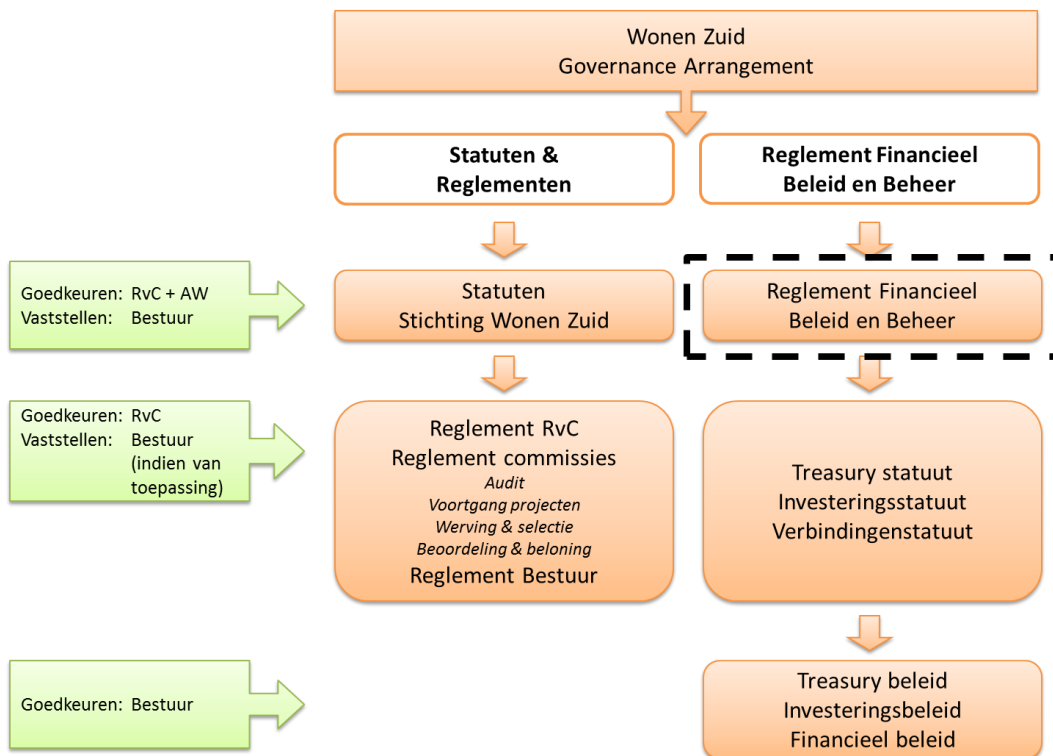 Wonen Zuid
Governance Arrangement
Statuten &
Reglementen
Reglement Financieel
Beleid en Beheer
Goedkeuren: RvC + AW
Vaststellen: Bestuur
Statuten
Stichting Wonen Zuid
Reglement Financieel
Beleid en Beheer
Goedkeuren: RvC
Vaststellen: Bestuur
(indien van
toepassing)
Reglement RvC
Reglement commissies
Audit
Voortgang projecten
Werving & selectie
Beoordeling & beloning
Reglement Bestuur
Treasury statuut
Investeringsstatuut
Verbindingenstatuut
Goedkeuren: Bestuur
Treasury beleid
Investeringsbeleid
Financieel beleid